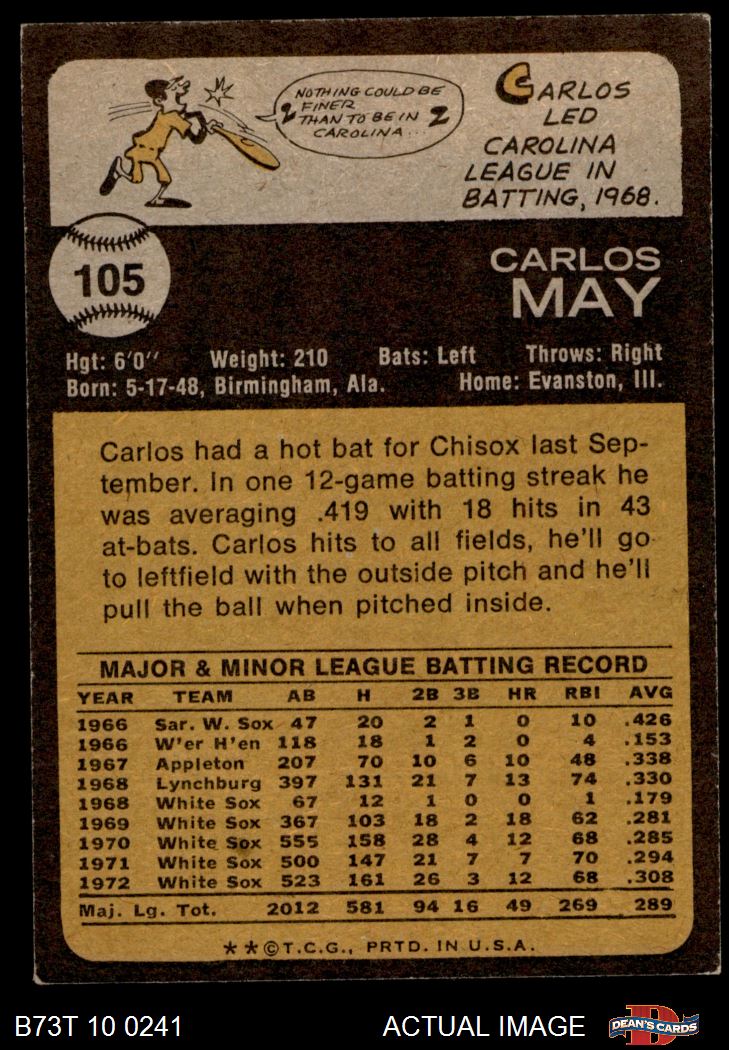 NOTHING COULD BE
FINER
THAN TO BE IN
CAROLINA...
CARLOS
LED
CAROLINA
LEAGUE IN
BATTING, 1968.
105
CARLOS
MAY
Hgt: 6'0" Weight: 210 Bats: Left Throws: Right
Born: 5-17-48, Birmingham, Ala. Home: Evanston, Ill.
Carlos had a hot bat for Chisox last Sep-
tember. In one 12-game batting streak he
was averaging .419 with 18 hits in 43
at-bats. Carlos hits to all fields, he'll go
to leftfield with the outside pitch and he'll
pull the ball when pitched inside.
MAJOR & MINOR LEAGUE BATTING RECORD
YEAR TEAM AB H 2B 3B HR RBI AVG
1966 Sar. W. Sox 47 20 2 1 0 10 .426
1966 W'er H'en 118 18 1 2 0 4 .153
1967 Appleton 207 70 10 6 10 48 .338
1968 Lynchburg 397 131 21 7 13 74 .330
1968 White Sox 67 12 1 0 0 1 .179
1969 White Sox 367 103 18 2 18 62 .281
1970 White Sox 555 158 28 4 12 68 .285
1971 White Sox 500 147 21 7 7 70 .294
1972 White Sox 523 161 26 3 12 68 .308
Maj. Lg. Tot. 2012 581 94 16 49 269 289
**©T.C.G., PRTD. IN U.S.A.
B73T 10 0241 ACTUAL IMAGE DEAN'S CARDS